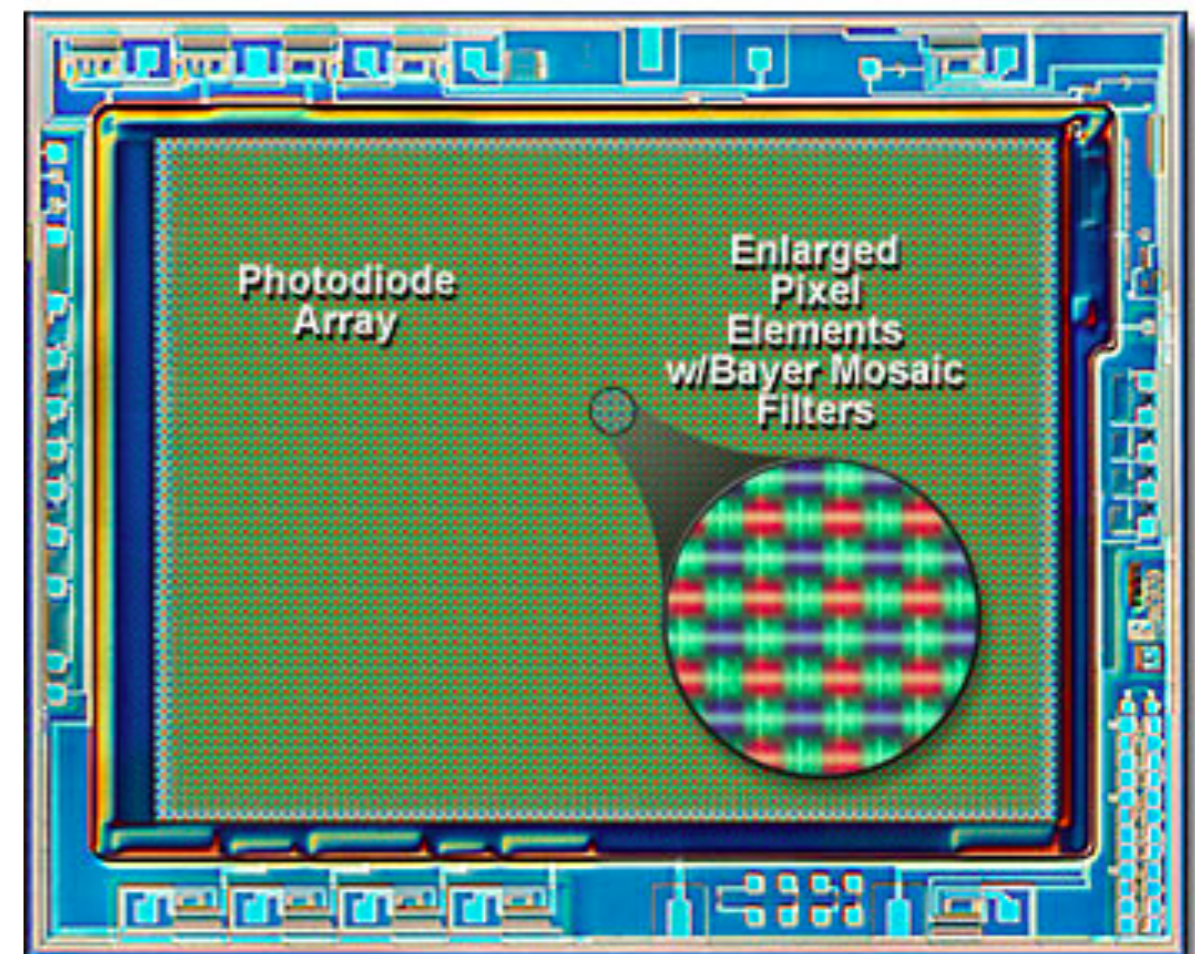 Photodiode
Array
Enlarged
Pixel
Elements
w/Bayer Mosaic
Filters